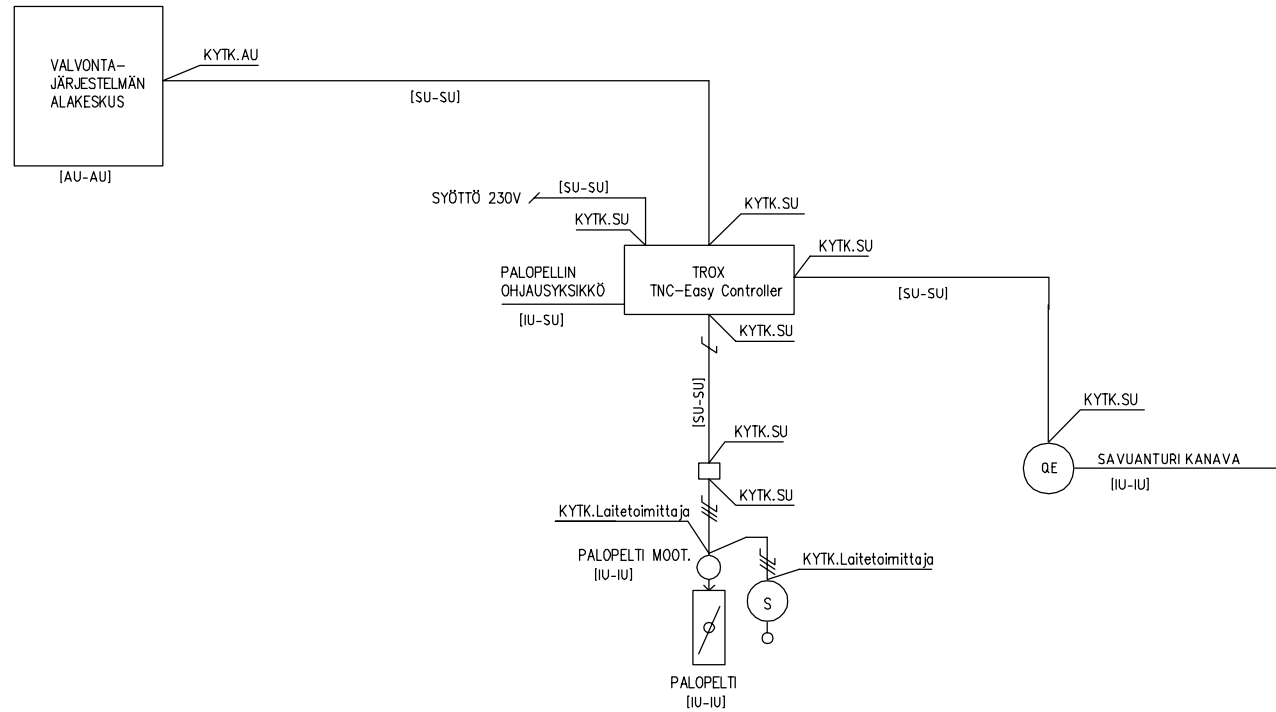 KYTK.AU
VALVONTA-
JÄRJESTELMÄN
ALAKESKUS
[SU-SU]
[AU-AU]
[SU-SU]
SYÖTTÖ 230V
KYTK.SU
KYTK.SU
KYTK.SU
PALOPELLIN
OHJAUSYKSIKKÖ
[IU-SU]
TROX
TNC-Easy Controller
[SU-SU]
KYTK.SU
[SU-SU]
KYTK.SU
KYTK.SU
QE
SAVUANTURI KANAVA
[IU-IU]
KYTK.SU
KYTK.Laitetoimittaja
PALOPELTI MOOT.
[IU-IU]
KYTK.Laitetoimittaja
S
PALOPELTI
[IU-IU]